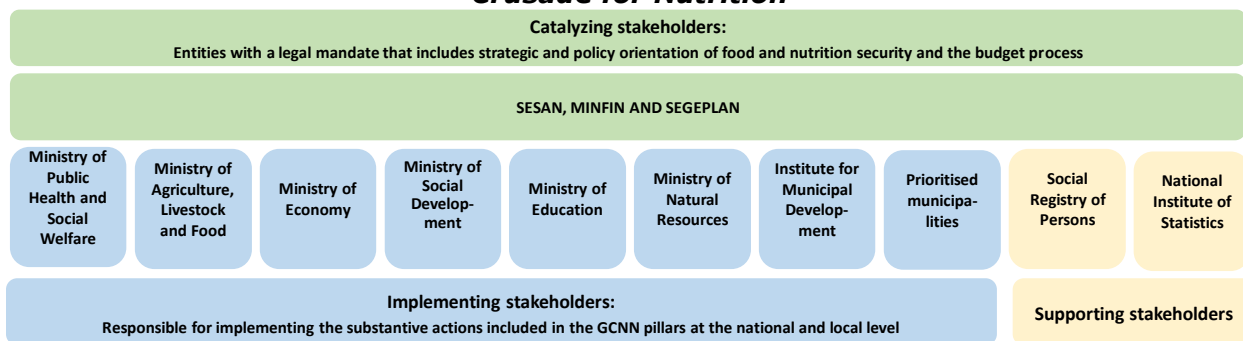 Crusade for Nutrition
Catalyzing stakeholders:
Entities with a legal mandate that includes strategic and policy orientation of food and nutrition security and the budget process
SESAN, MINFIN AND SEGEPLAN
Ministry of
Public
Health and
Social
Welfare
Ministry of
Agriculture,
Livestock
and Food
Ministry of
Economy
Ministry of
Social
Develop-
ment
Ministry of
Education
Ministry of
Natural
Resources
Institute for
Municipal
Develop-
ment
Prioritised
municipa-
lities
Social
Registry of
Persons
National
Institute of
Statistics
Implementing stakeholders:
Responsible for implementing the substantive actions included in the GCNN pillars at the national and local level
Supporting stakeholders